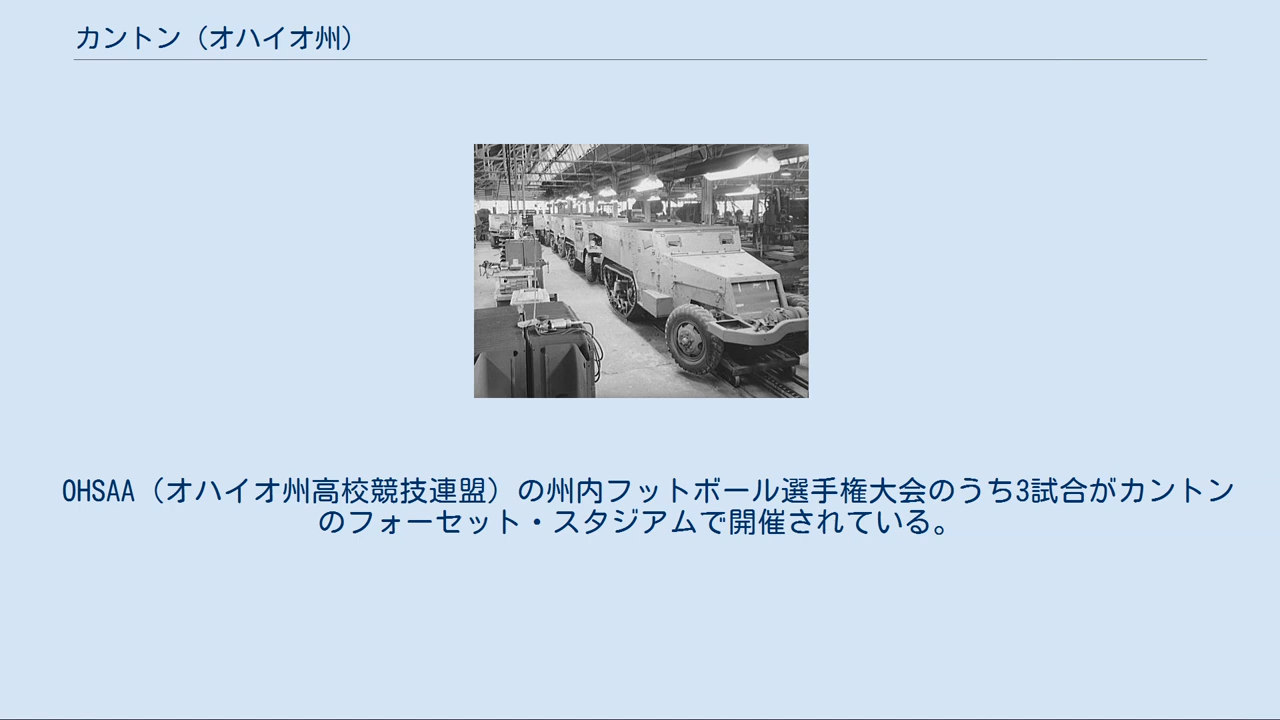 カントン（オハイオ州）
OHSAA（オハイオ州高校競技連盟）の州内フットボール選手権大会のうち3試合がカントン
のフォーセット・スタジアムで開催されている。